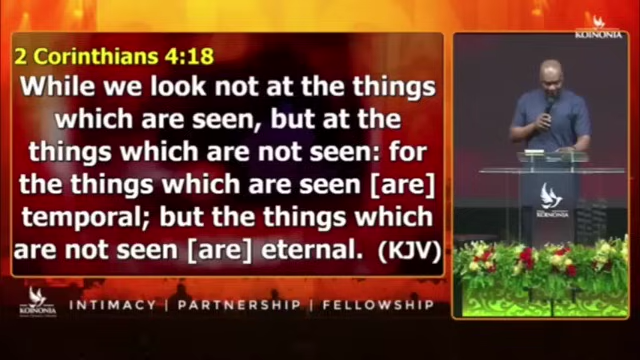 KOINONIA
2 Corinthians 4:18
While we look not at the things
which are seen, but at the
things which are not seen: for
the things which are seen [are]
temporal; but the things which
are not seen [are] eternal. (KJV)
KOINONIA
KOINONIA
INTIMACY | PARTNERSHIP | FELLOWSHIP